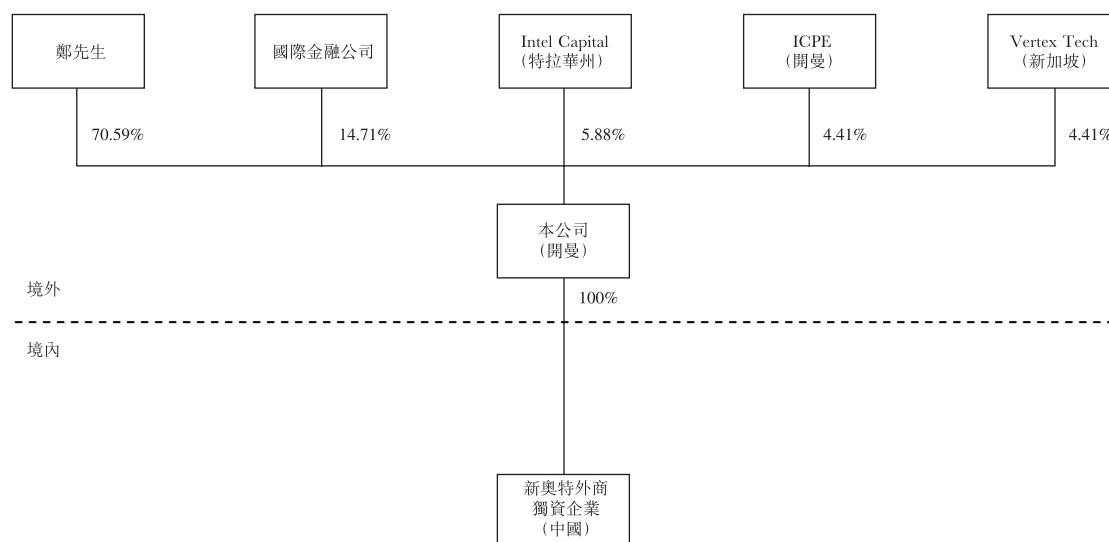 鄭先生
國際金融公司
Intel Capital
（特拉華州）
ICPE
（開曼）
Vertex Tech
（新加坡）
70.59%
14.71%
5.88%
4.41%
4.41%
本公司
（開曼）
境外
100%
境內
新奧特外商
獨資企業
（中國）